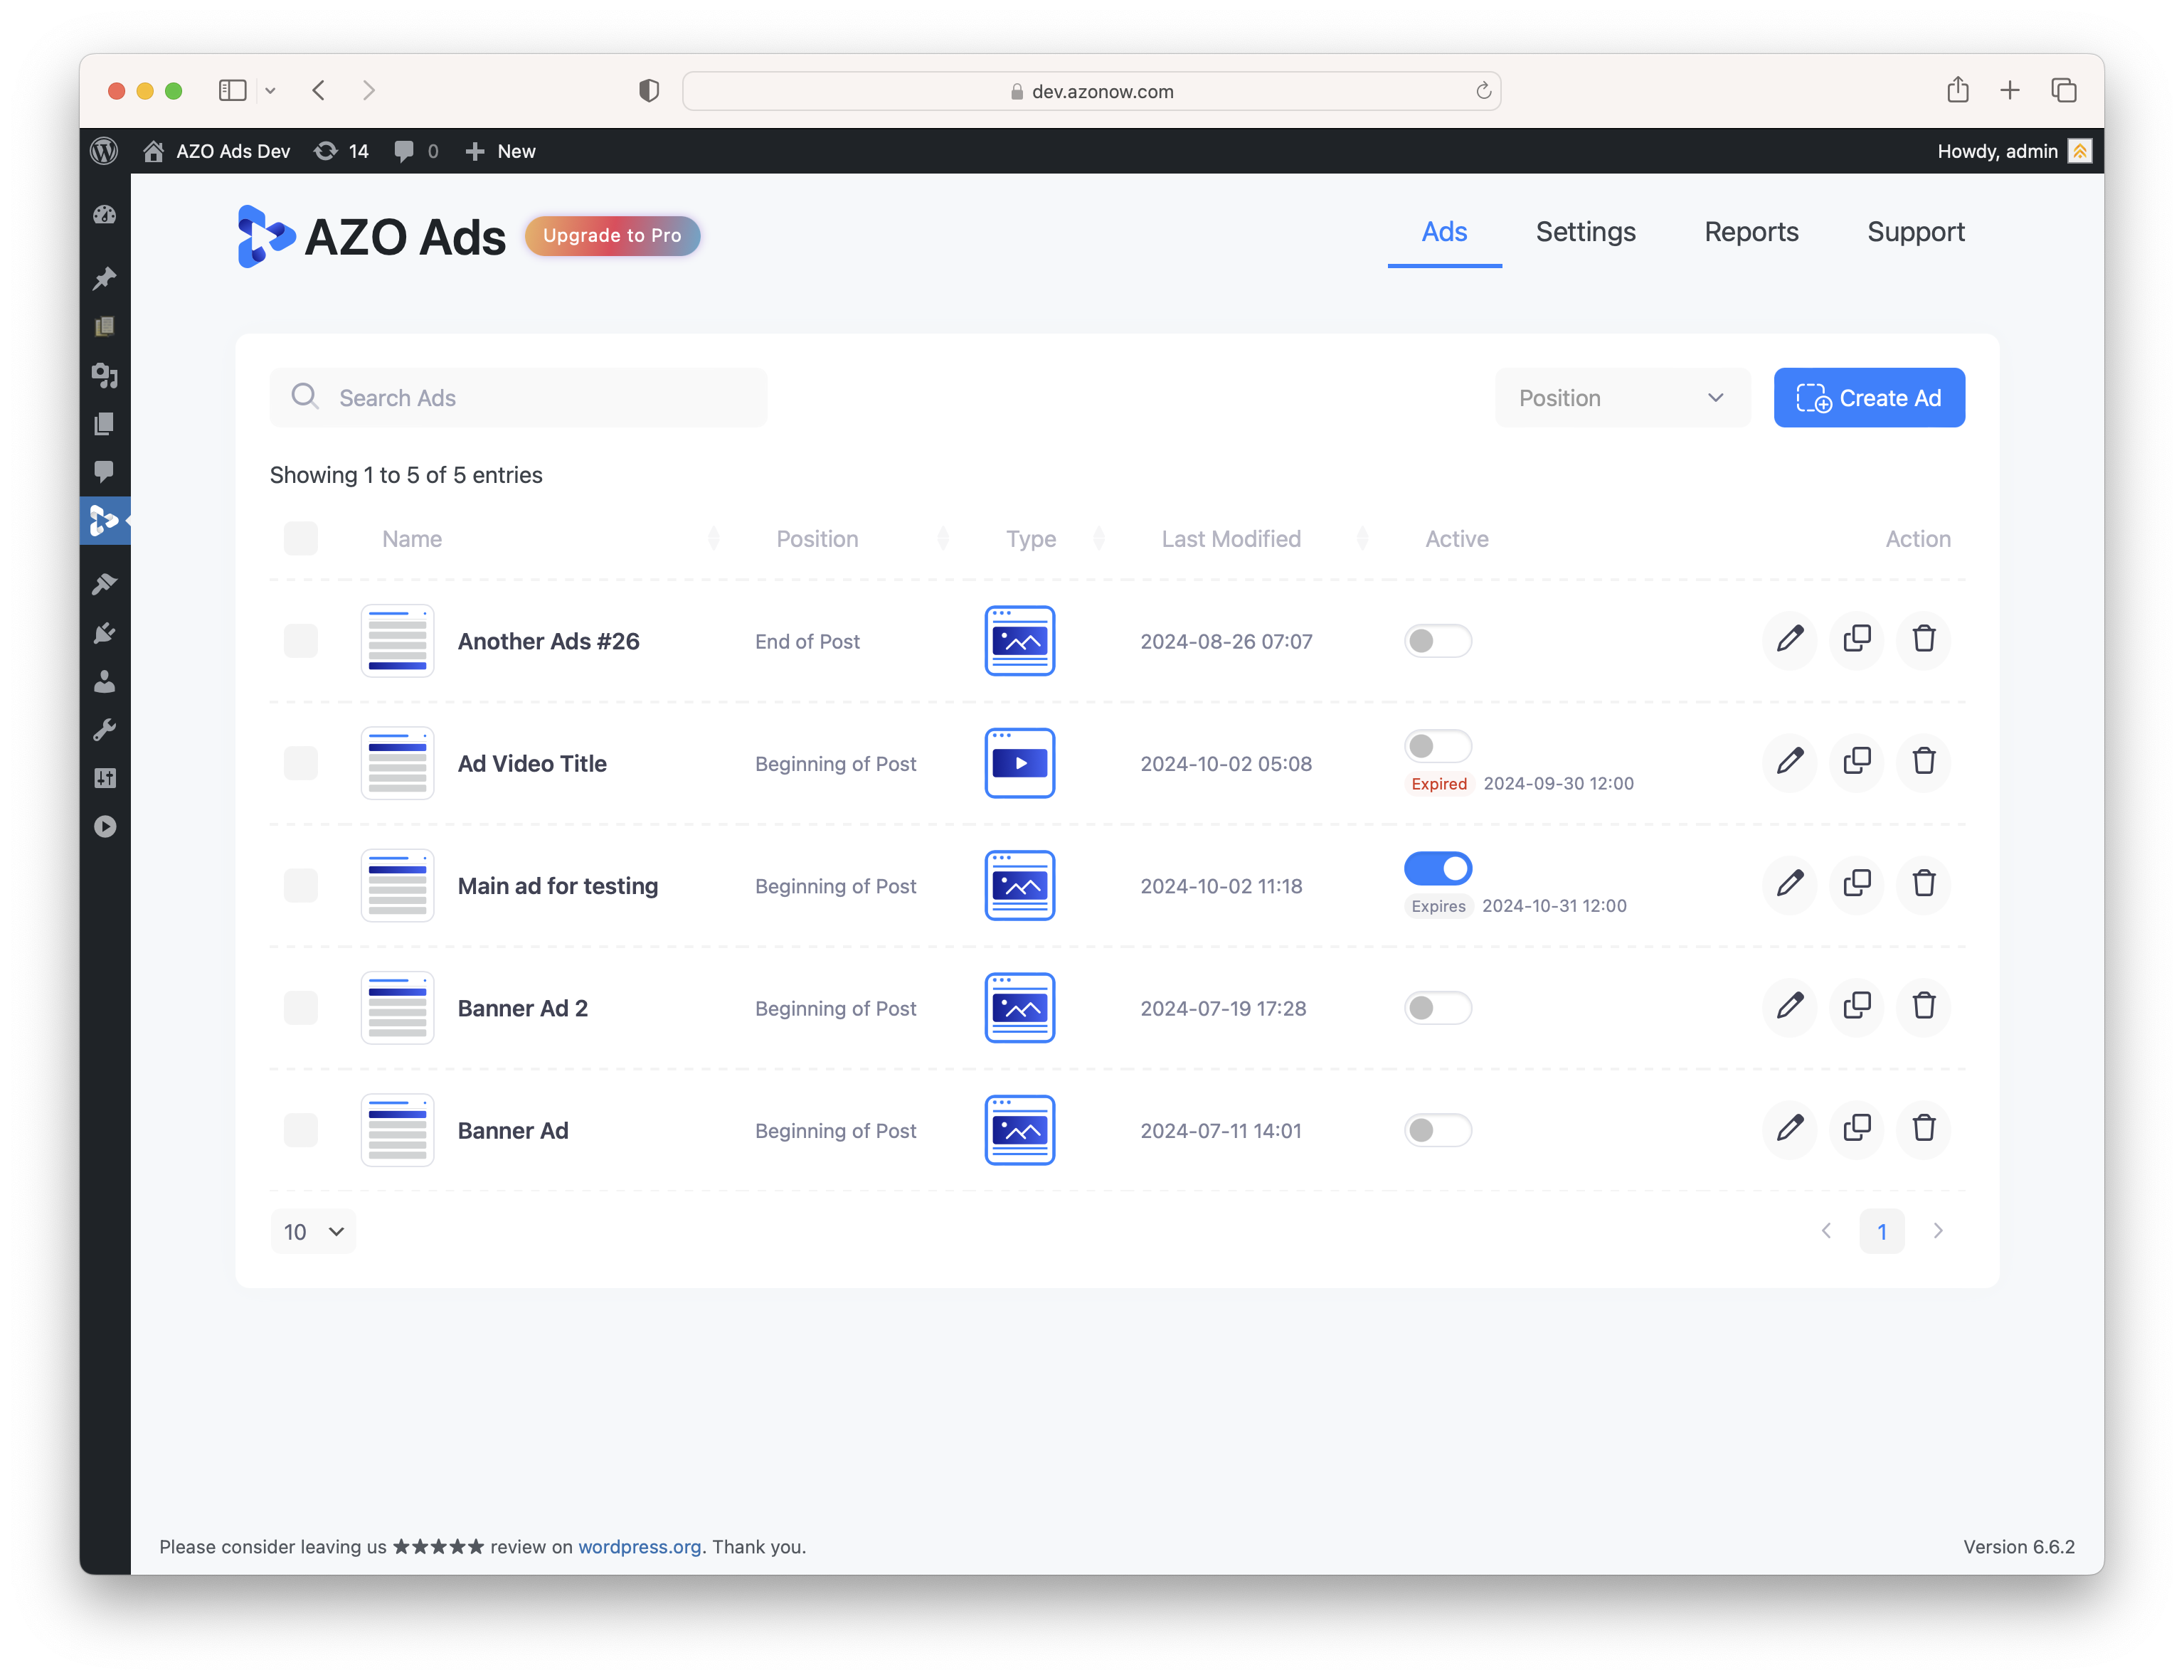 dev.azonow.com
AZO Ads Dev 14 0 New Howdy, admin
AZO Ads Upgrade to Pro Ads Settings Reports Support
Search Ads Position Create Ad
Showing 1 to 5 of 5 entries
Name Position Type Last Modified Active Action
Another Ads #26 End of Post 2024-08-26 07:07
Ad Video Title Beginning of Post 2024-10-02 05:08
Expired 2024-09-30 12:00
Main ad for testing Beginning of Post 2024-10-02 11:18
Expires 2024-10-31 12:00
Banner Ad 2 Beginning of Post 2024-07-19 17:28
Banner Ad Beginning of Post 2024-07-11 14:01
10 1
Please consider leaving us ★★★★★ review on wordpress.org. Thank you. Version 6.6.2